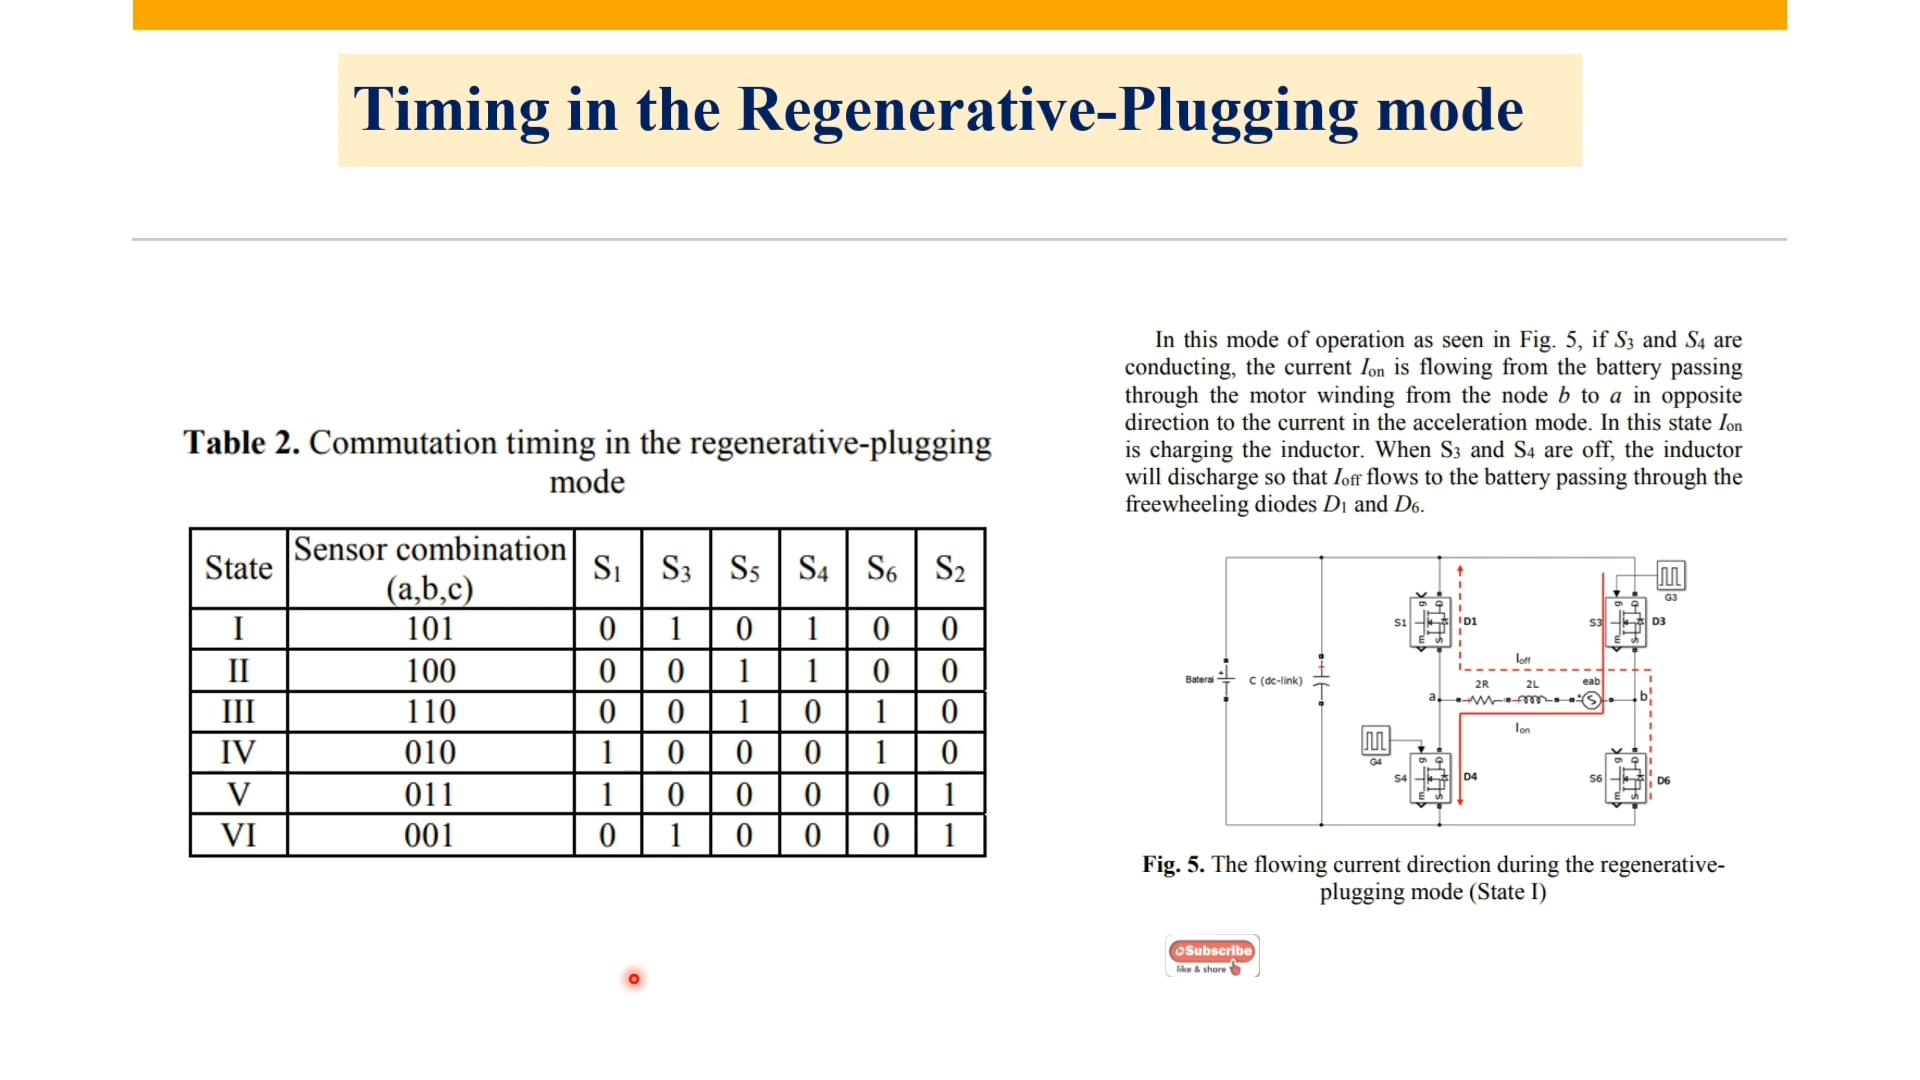 Timing in the Regenerative-Plugging mode
Table 2. Commutation timing in the regenerative-plugging
mode
State Sensor combination (a,b,c) S1 S3 S5 S4 S6 S2
I 101 0 1 0 1 0 0
II 100 0 0 1 1 0 0
III 110 0 0 1 0 1 0
IV 010 1 0 0 0 1 0
V 011 1 0 0 0 0 1
VI 001 0 1 0 0 0 1
In this mode of operation as seen in Fig. 5, if S3 and S4 are
conducting, the current Ion is flowing from the battery passing
through the motor winding from the node b to a in opposite
direction to the current in the acceleration mode. In this state Ion
is charging the inductor. When S3 and S4 are off, the inductor
will discharge so that Ioff flows to the battery passing through the
freewheeling diodes D1 and D6.
G3
S1 D1 S3 D3
g D m S g D m S
Ioff
Baterai C (dc-link) 2R 2L eab
a b
S
Ion
G4
S4 D4 S6 D6
g D m S g D m S
Fig. 5. The flowing current direction during the regenerative-
plugging mode (State I)
Subscribe
like & share